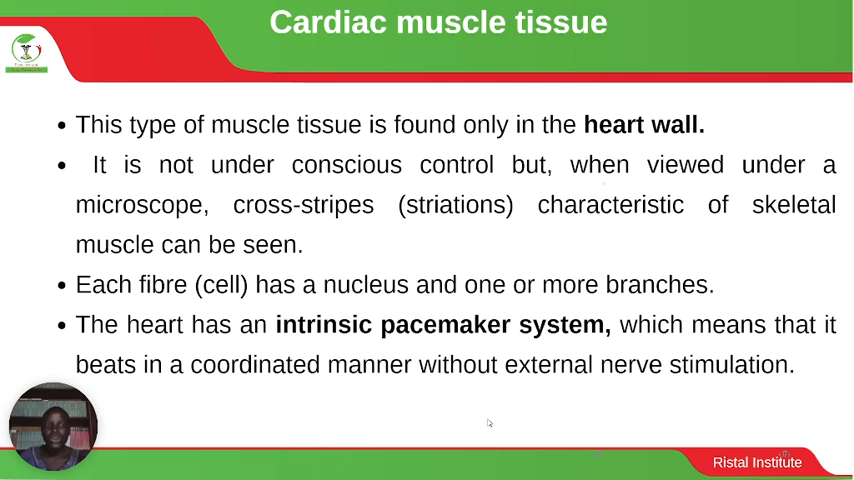 Cardiac muscle tissue
• This type of muscle tissue is found only in the heart wall.
• It is not under conscious control but, when viewed under a
microscope, cross-stripes (striations) characteristic of skeletal
muscle can be seen.
• Each fibre (cell) has a nucleus and one or more branches.
• The heart has an intrinsic pacemaker system, which means that it
beats in a coordinated manner without external nerve stimulation.
Ristal Institute